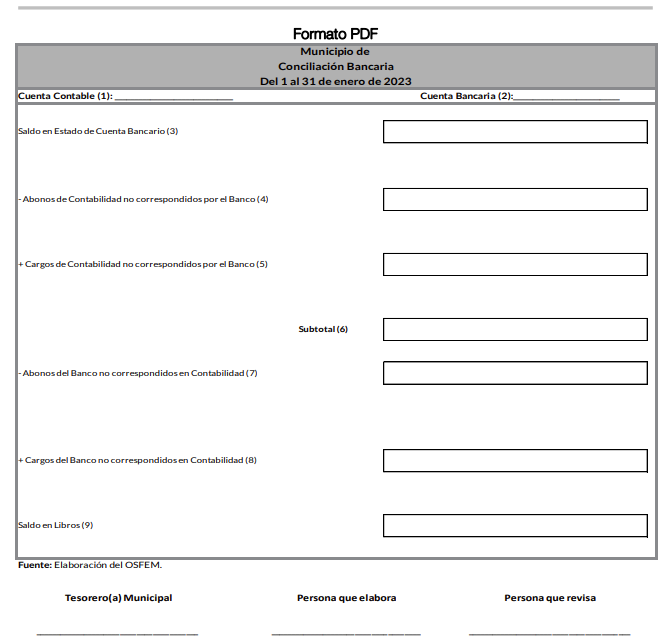 Formato PDF
Municipio de
Conciliación Bancaria
Del 1 al 31 de enero de 2023
Cuenta Contable (1): ____________________ Cuenta Bancaria (2):____________________
Saldo en Estado de Cuenta Bancario (3)
- Abonos de Contabilidad no correspondidos por el Banco (4)
+ Cargos de Contabilidad no correspondidos por el Banco (5)
Subtotal (6)
- Abonos del Banco no correspondidos en Contabilidad (7)
+ Cargos del Banco no correspondidos en Contabilidad (8)
Saldo en Libros (9)
Fuente: Elaboración del OSFEM.
Tesorero(a) Municipal Persona que elabora Persona que revisa